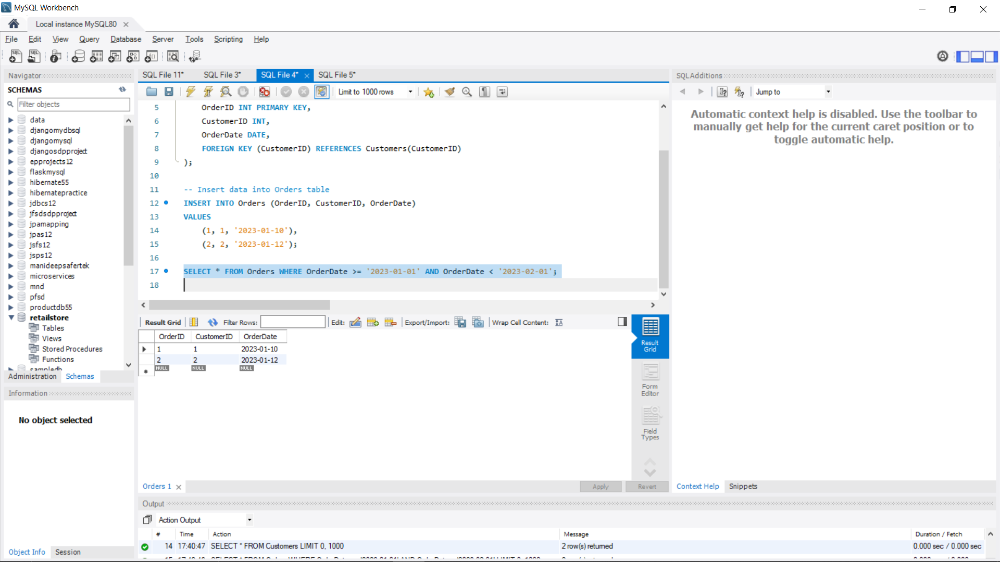 MySQL Workbench
Local instance MySQL80
File Edit View Query Database Server Tools Scripting Help
Navigator
SCHEMAS
Filter objects
data
djangomydbsql
djangomysql
djangosdpproject
epprojects12
flaskmysql
hibernate55
hibernatepractice
jdbcs12
jfsdsdpproject
jpamapping
jpas12
jsfs12
jsps12
manideepsafertek
microservices
mnd
pfsd
productdb55
retailstore
Tables
Views
Stored Procedures
Functions
sampledb
Administration Schemas
Information
No object selected
Object Info Session
SQL File 11* SQL File 3* SQL File 4* SQL File 5*
Limit to 1000 rows
5 OrderID INT PRIMARY KEY,
6 CustomerID INT,
7 OrderDate DATE,
8 FOREIGN KEY (CustomerID) REFERENCES Customers(CustomerID)
9 );
10
11 -- Insert data into Orders table
12 INSERT INTO Orders (OrderID, CustomerID, OrderDate)
13 VALUES
14 (1, 1, '2023-01-10'),
15 (2, 2, '2023-01-12');
16
17 SELECT * FROM Orders WHERE OrderDate >= '2023-01-01' AND OrderDate < '2023-02-01';
18
Result Grid Filter Rows: Edit: Export/Import: Wrap Cell Content:
OrderID CustomerID OrderDate
1 1 2023-01-10
2 2 2023-01-12
NULL NULL NULL
Result Grid
Form Editor
Field Types
Orders 1
Apply Revert
SQLAdditions
Jump to
Automatic context help is disabled. Use the toolbar to
manually get help for the current caret position or to
toggle automatic help.
Context Help Snippets
Output
Action Output
# Time Action Message Duration / Fetch
14 17:40:47 SELECT * FROM Customers LIMIT 0, 1000 2 row(s) returned 0.000 sec / 0.000 sec